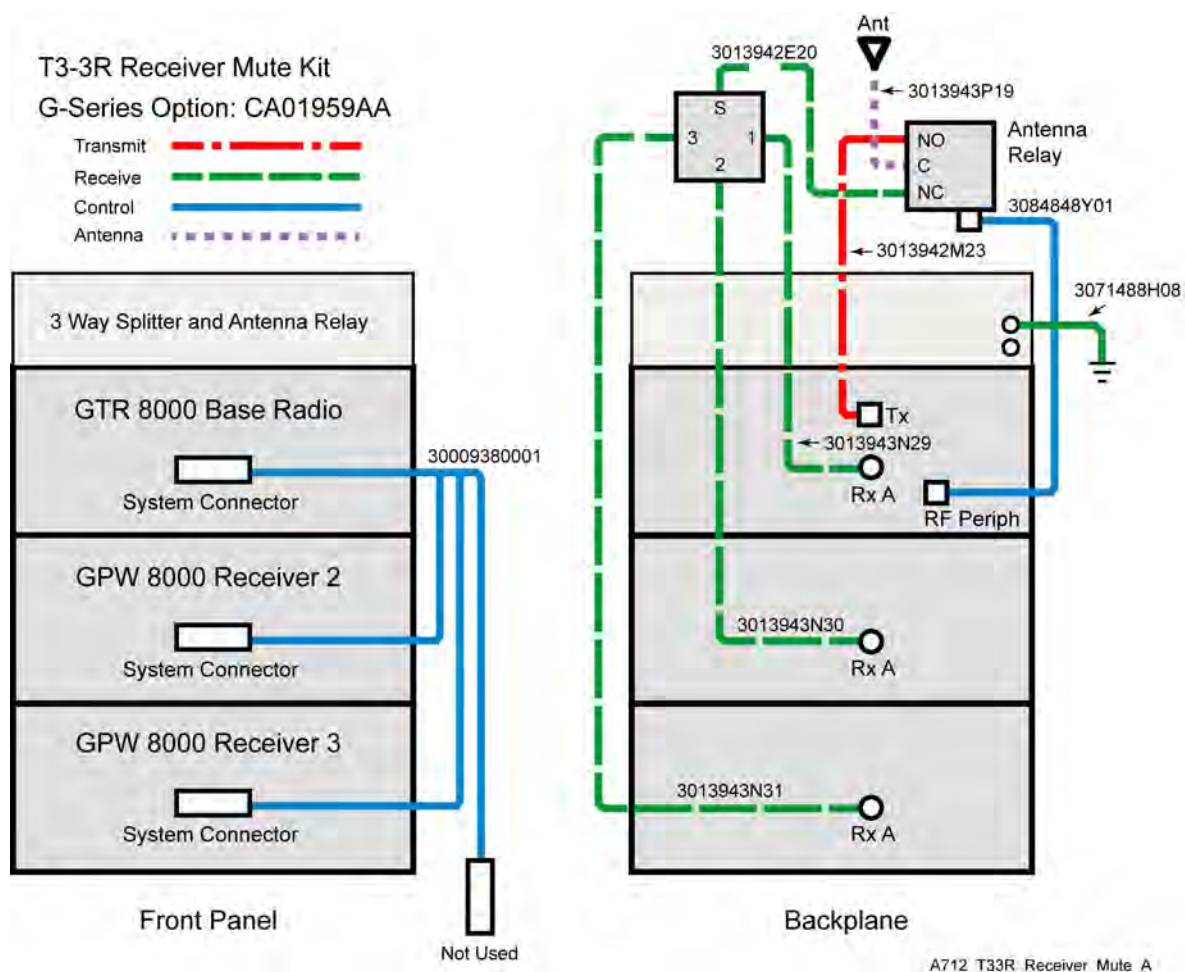 T3-3R Receiver Mute Kit
G-Series Option: CA01959AA
Transmit
Receive
Control
Antenna
3 Way Splitter and Antenna Relay
GTR 8000 Base Radio
System Connector
30009380001
GPW 8000 Receiver 2
System Connector
GPW 8000 Receiver 3
System Connector
Front Panel
Not Used
Ant
3013942E20
3013943P19
S
3
1
2
NO
C
NC
Antenna
Relay
3084848Y01
3013942M23
3071488H08
Tx
3013943N29
Rx A
RF Periph
3013943N30
Rx A
3013943N31
Rx A
Backplane
A712_T33R_Receiver_Mute_A